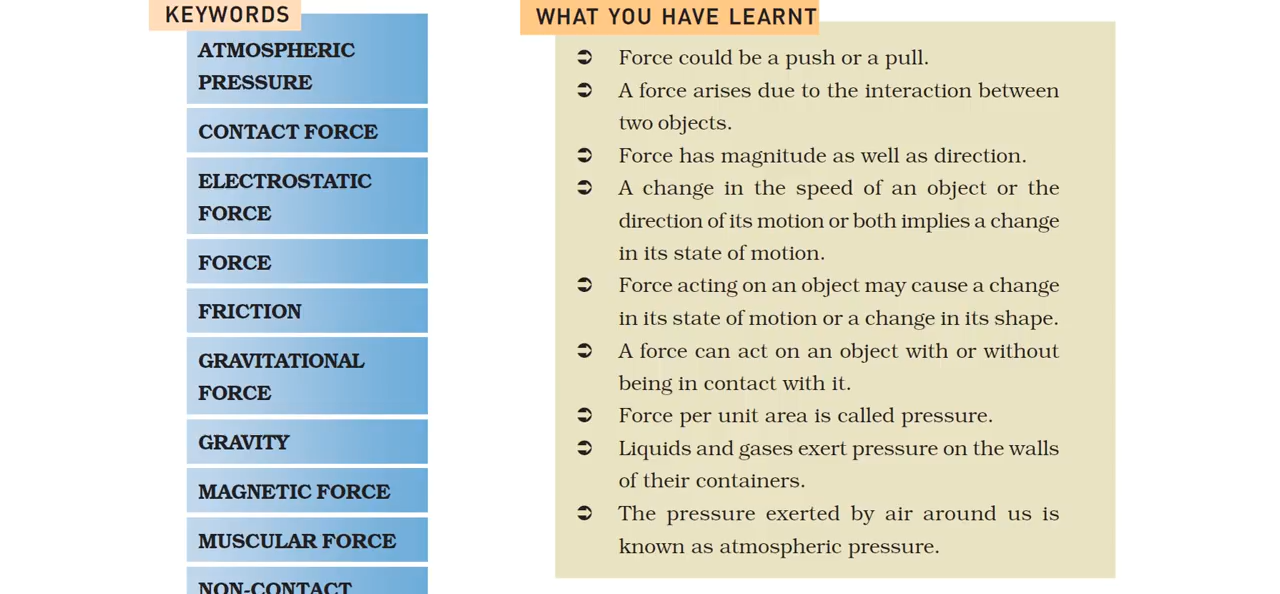 KEYWORDS
ATMOSPHERIC
PRESSURE
CONTACT FORCE
ELECTROSTATIC
FORCE
FORCE
FRICTION
GRAVITATIONAL
FORCE
GRAVITY
MAGNETIC FORCE
MUSCULAR FORCE
NON-CONTACT
WHAT YOU HAVE LEARNT
➲ Force could be a push or a pull.
➲ A force arises due to the interaction between
two objects.
➲ Force has magnitude as well as direction.
➲ A change in the speed of an object or the
direction of its motion or both implies a change
in its state of motion.
➲ Force acting on an object may cause a change
in its state of motion or a change in its shape.
➲ A force can act on an object with or without
being in contact with it.
➲ Force per unit area is called pressure.
➲ Liquids and gases exert pressure on the walls
of their containers.
➲ The pressure exerted by air around us is
known as atmospheric pressure.